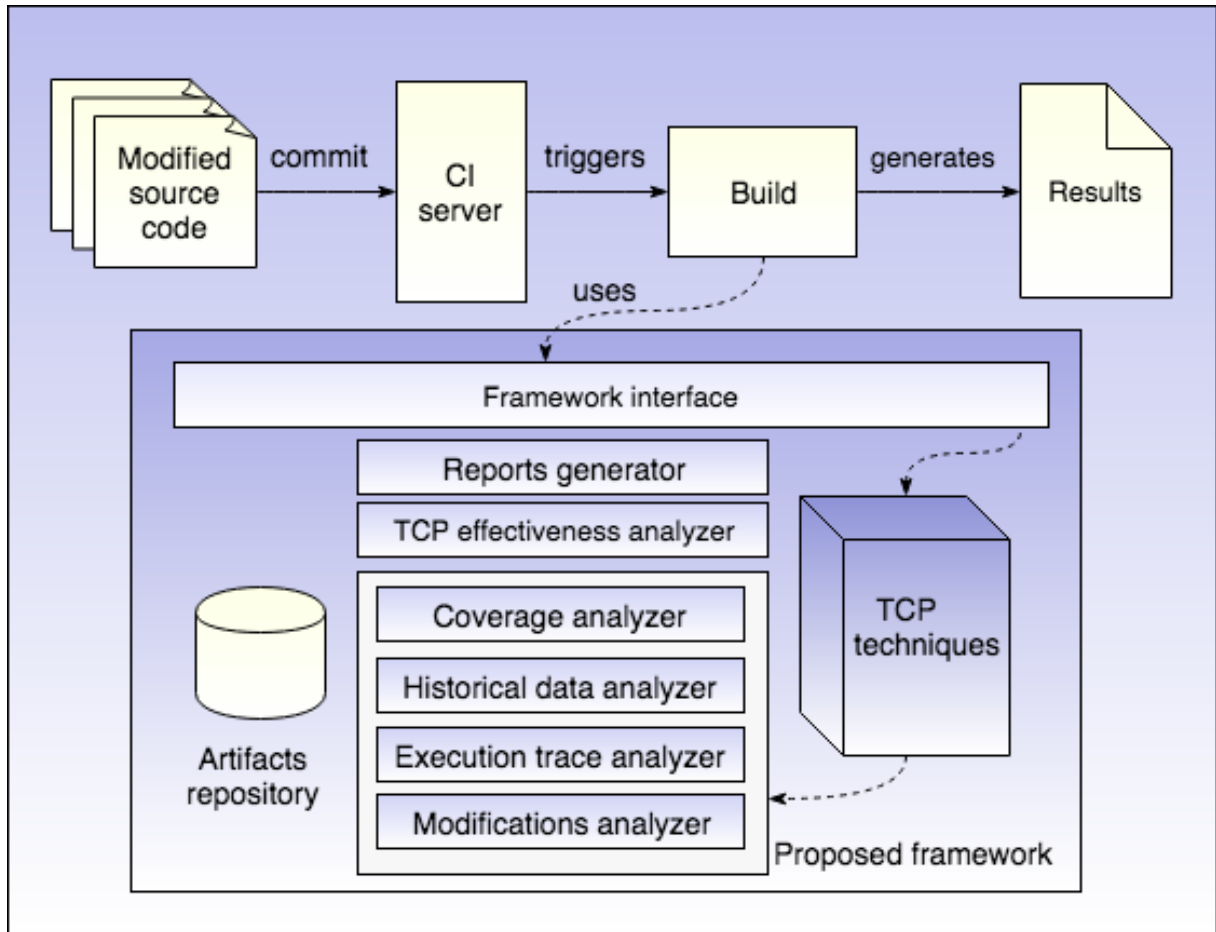 Modified
source
code
commit
CI
server
triggers
Build
generates
Results
uses
Framework interface
Reports generator
TCP effectiveness analyzer
Coverage analyzer
Historical data analyzer
Execution trace analyzer
Modifications analyzer
Artifacts
repository
TCP
techniques
Proposed framework